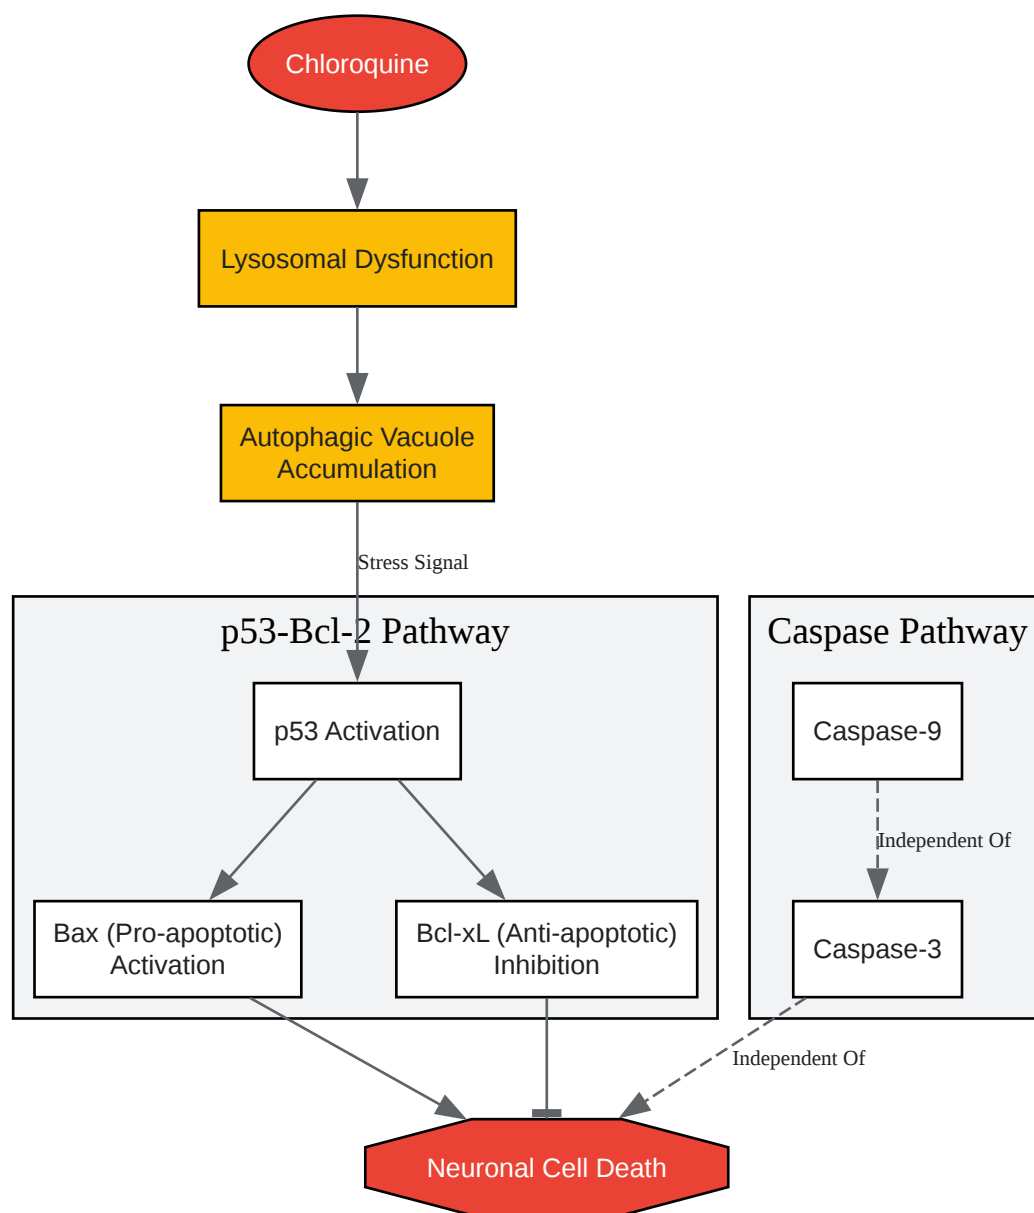 Chloroquine
Lysosomal Dysfunction
Autophagic Vacuole
Accumulation
Stress Signal
p53-Bcl-2 Pathway
Caspase Pathway
p53 Activation
Caspase-9
Independent Of
Bax (Pro-apoptotic)
Activation
Bcl-xL (Anti-apoptotic)
Inhibition
Caspase-3
Independent Of
Neuronal Cell Death